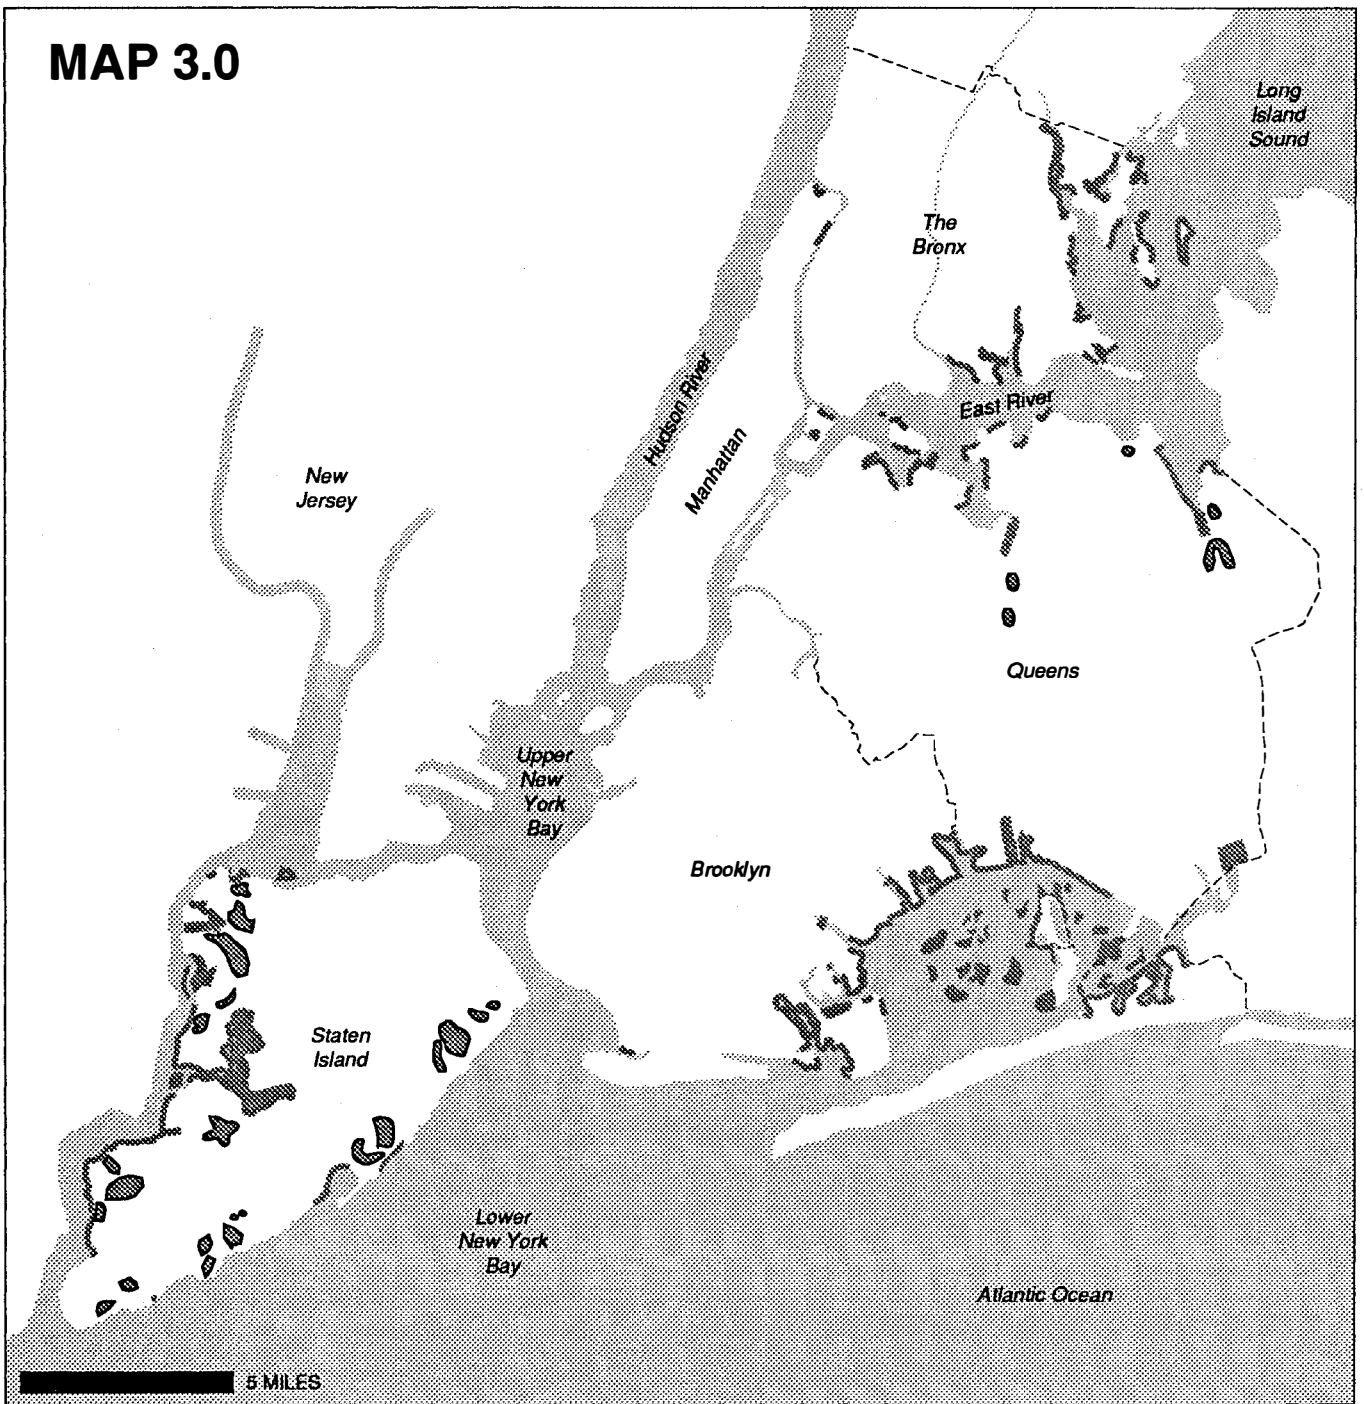 MAP 3.0
Long
Island
Sound
The
Bronx
Hudson River
East River
Manhattan
New
Jersey
Queens
Upper
New
York
Bay
Brooklyn
Staten
Island
Lower
New York
Bay
Atlantic Ocean
5 MILES